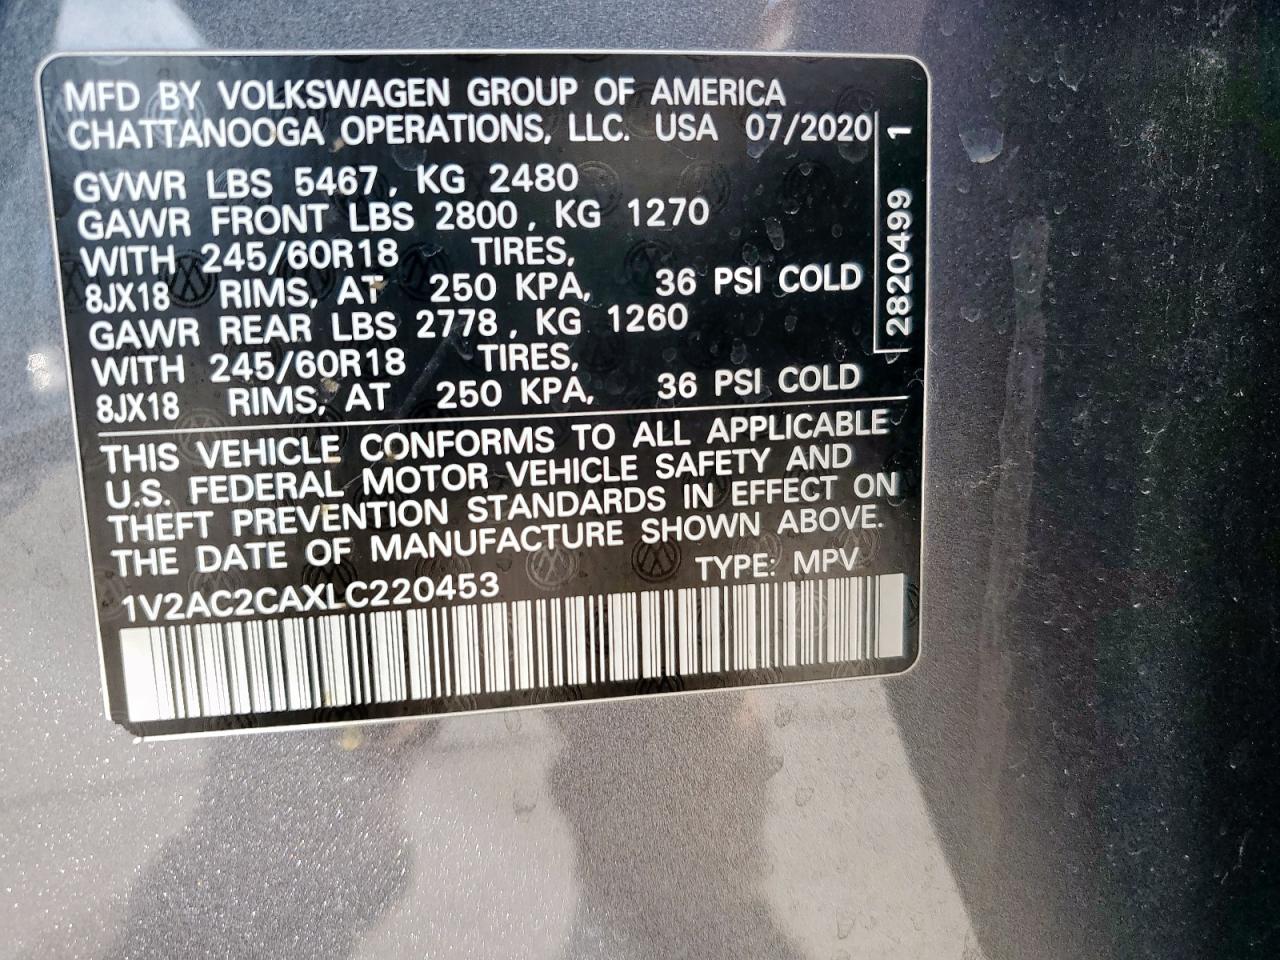 MFD BY VOLKSWAGEN GROUP OF AMERICA
CHATTANOOGA OPERATIONS, LLC. USA 07/2020
GVWR LBS 5467, KG 2480
GAWR FRONT LBS 2800, KG 1270
WITH 245/60R18 TIRES,
8JX18 RIMS, AT 250 KPA, 36 PSI COLD
GAWR REAR LBS 2778, KG 1260
WITH 245/60R18 TIRES,
8JX18 RIMS, AT 250 KPA, 36 PSI COLD
2820499 1
THIS VEHICLE CONFORMS TO ALL APPLICABLE
U.S. FEDERAL MOTOR VEHICLE SAFETY AND
THEFT PREVENTION STANDARDS IN EFFECT ON
THE DATE OF MANUFACTURE SHOWN ABOVE.
1V2AC2CAXLC220453 TYPE: MPV